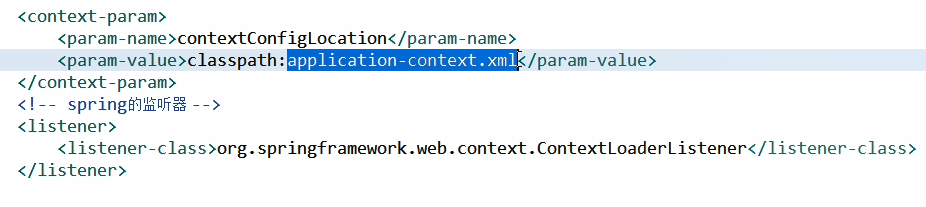 <context-param>
    <param-name>contextConfigLocation</param-name>
    <param-value>classpath:application-context.xml</param-value>
</context-param>
<!-- spring的监听器 -->
<listener>
    <listener-class>org.springframework.web.context.ContextLoaderListener</listener-class>
</listener>